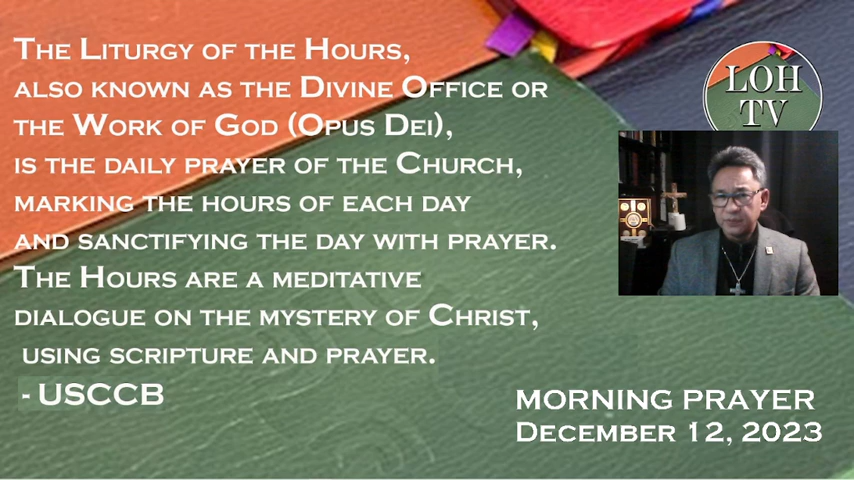 The Liturgy of the Hours,
also known as the Divine Office or
the Work of God (Opus Dei),
is the daily prayer of the Church,
marking the hours of each day
and sanctifying the day with prayer.
The Hours are a meditative
dialogue on the mystery of Christ,
using scripture and prayer.
- USCCB
LOH
TV
MORNING PRAYER
December 12, 2023